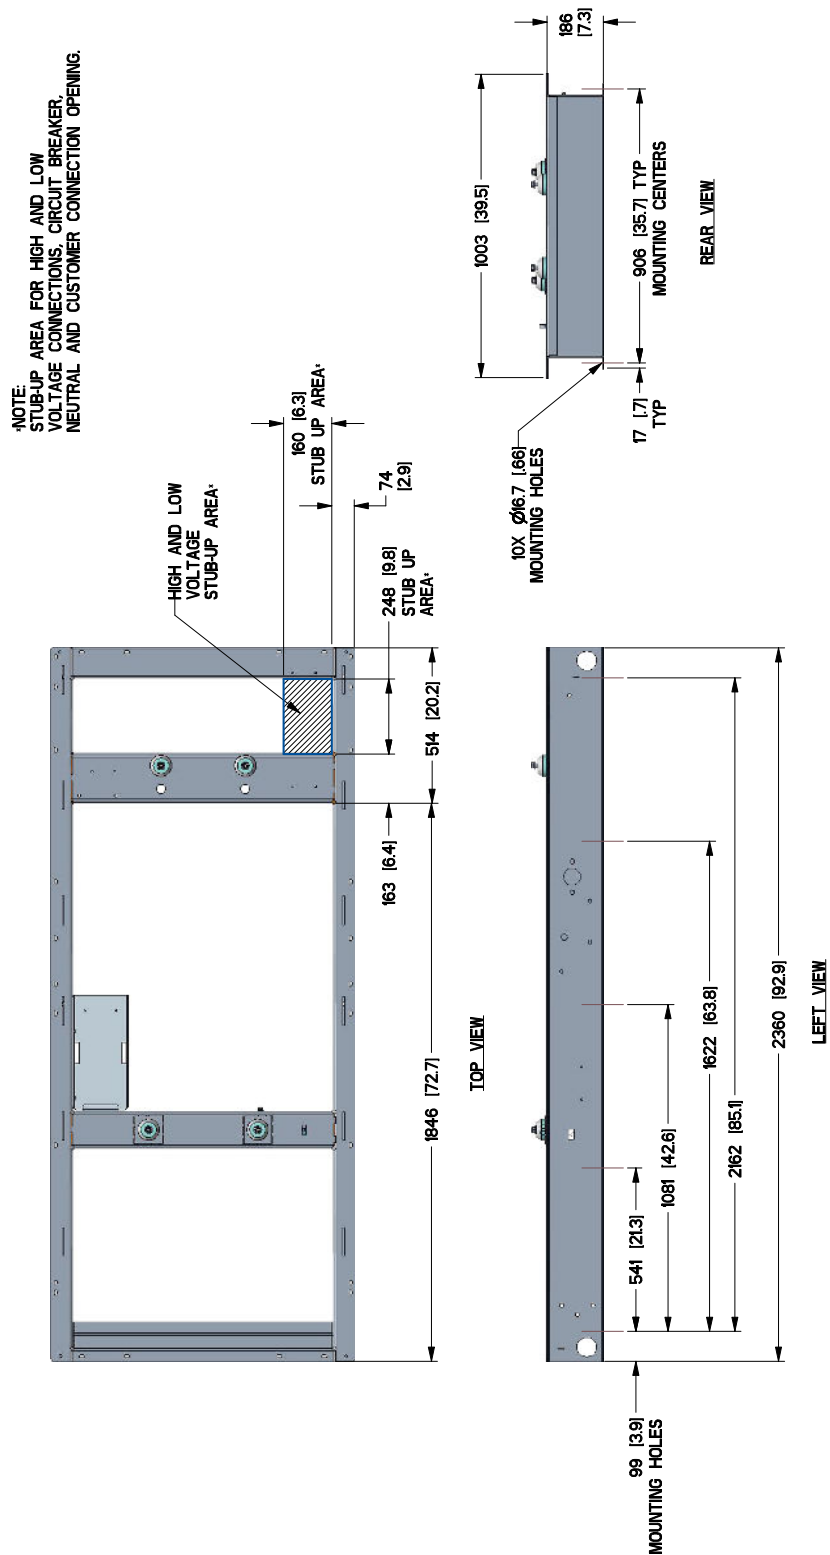 *NOTE:
STUB-UP AREA FOR HIGH AND LOW
VOLTAGE CONNECTIONS, CIRCUIT BREAKER,
NEUTRAL AND CUSTOMER CONNECTION OPENING.
HIGH AND LOW
VOLTAGE
STUB-UP AREA*
160 [6.3]
STUB UP AREA*
74
[2.9]
248 [9.8]
STUB UP
AREA*
514 [20.2]
163 [6.4]
1846 [72.7]
TOP VIEW
1003 [39.5]
186
[7.3]
906 [35.7] TYP
MOUNTING CENTERS
17 [.7]
TYP
10X Ø16.7 [.66]
MOUNTING HOLES
REAR VIEW
99 [3.9]
MOUNTING HOLES
541 [21.3]
1081 [42.6]
1622 [63.8]
2162 [85.1]
2360 [92.9]
LEFT VIEW